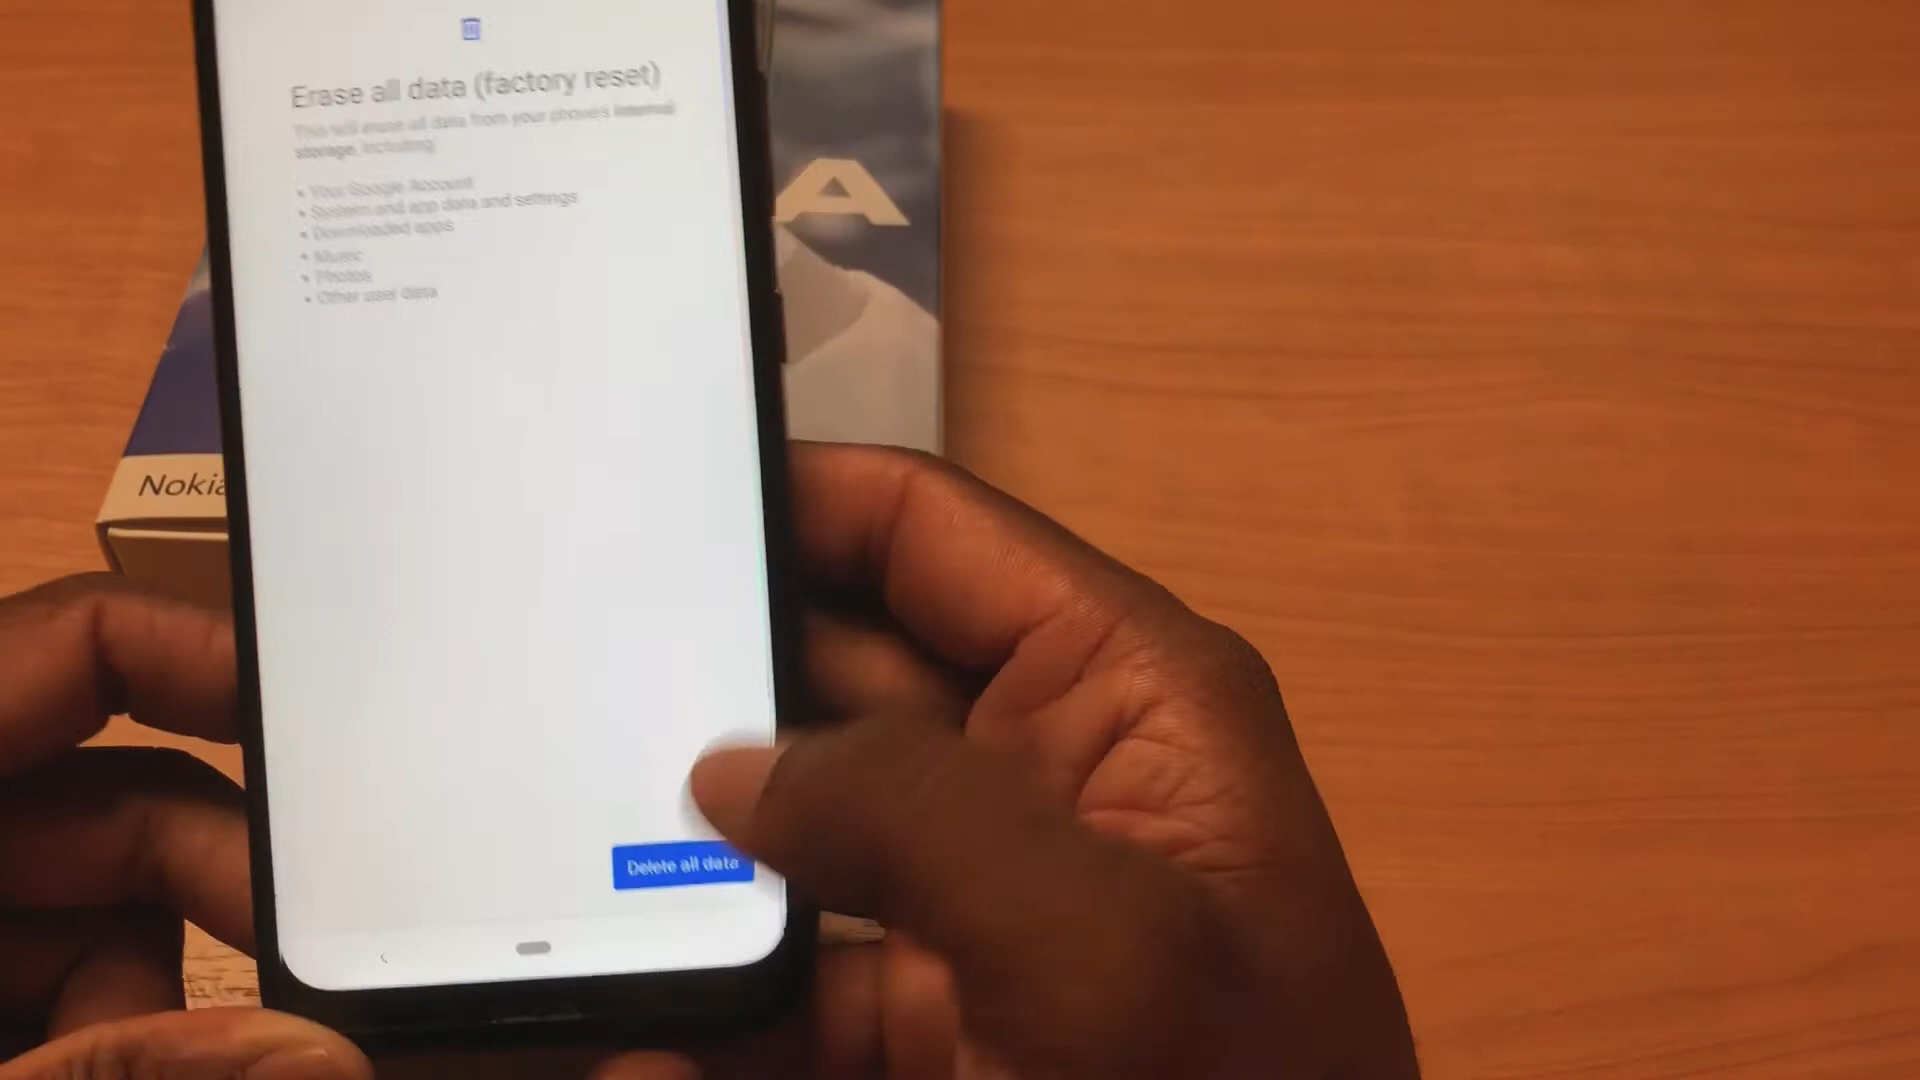 Erase all data (factory reset)
This will erase all data from your phone's internal
storage, including:
• Your Google Account
• System and app data and settings
• Downloaded apps
• Music
• Photos
• Other user data
A
Nokia
Delete all data